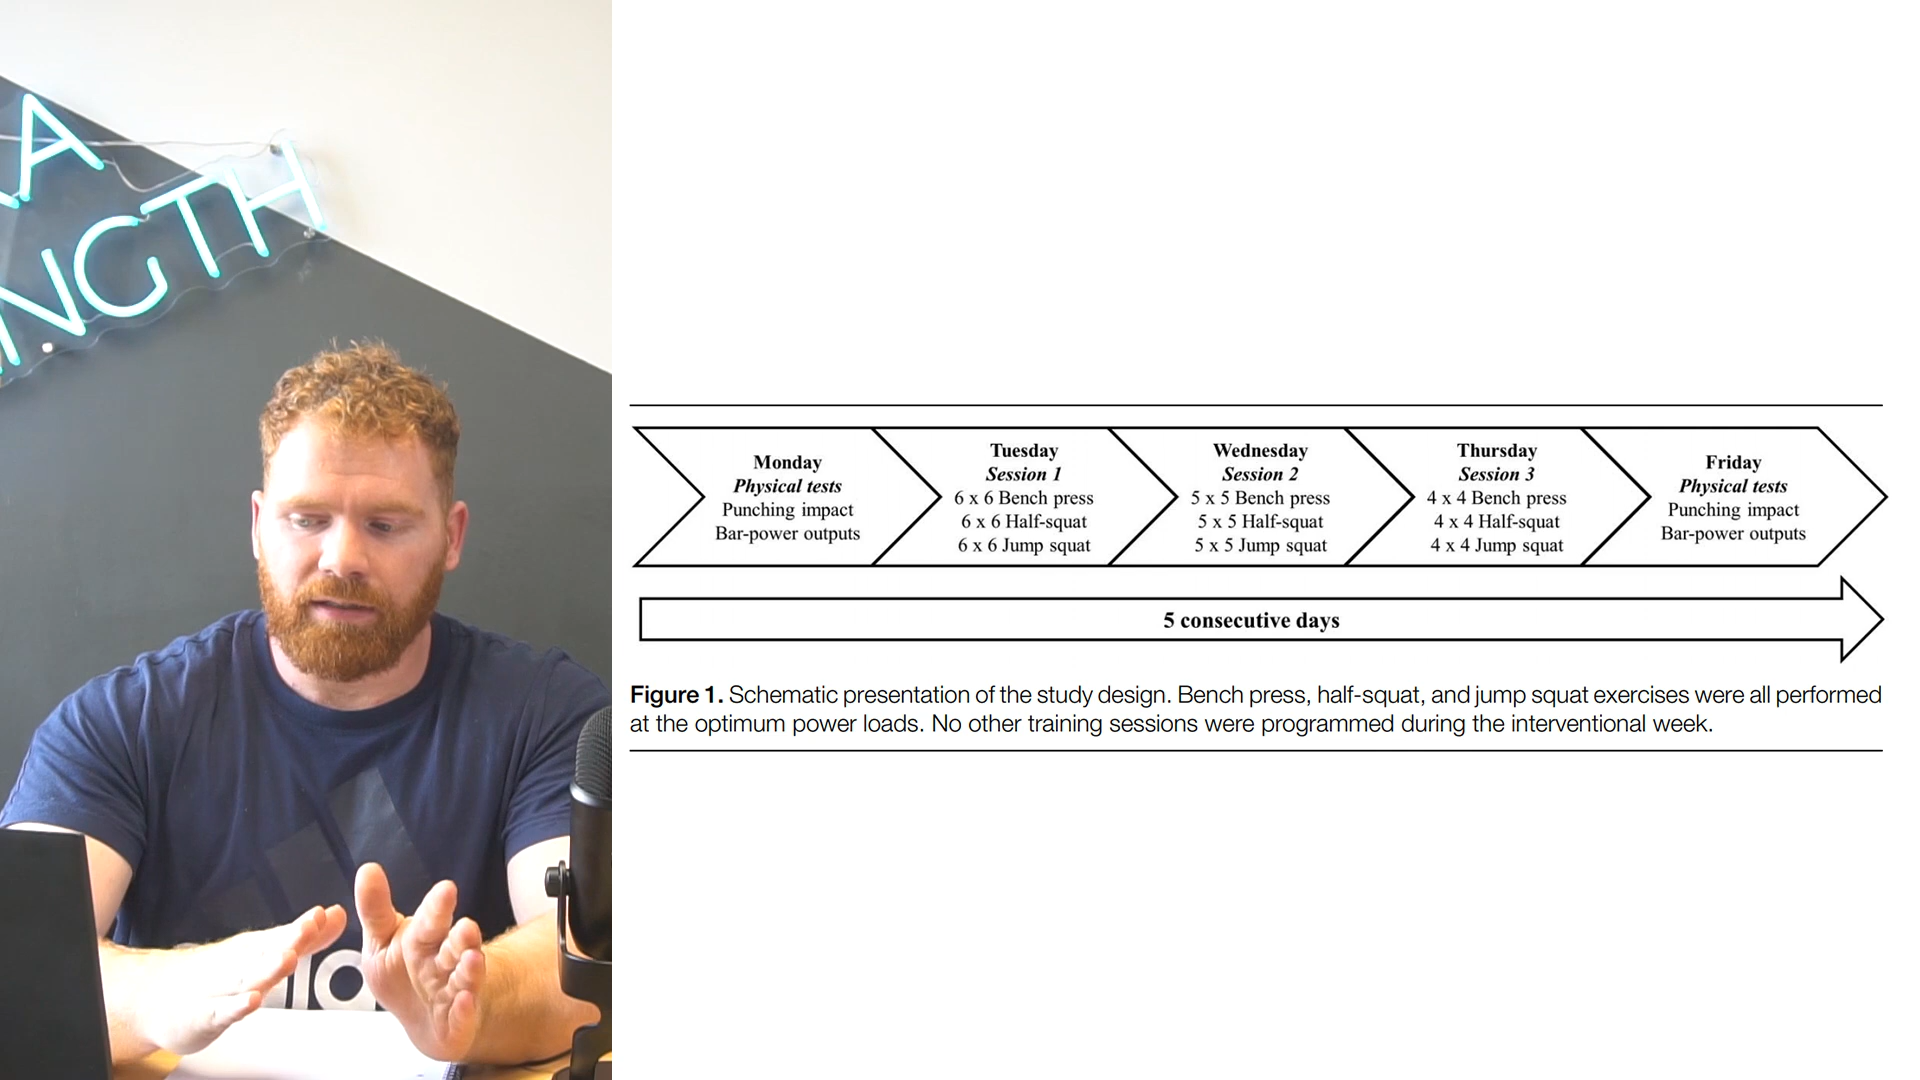 A
NGTH
Monday
Physical tests
Punching impact
Bar-power outputs
Tuesday
Session 1
6 x 6 Bench press
6 x 6 Half-squat
6 x 6 Jump squat
Wednesday
Session 2
5 x 5 Bench press
5 x 5 Half-squat
5 x 5 Jump squat
Thursday
Session 3
4 x 4 Bench press
4 x 4 Half-squat
4 x 4 Jump squat
Friday
Physical tests
Punching impact
Bar-power outputs
5 consecutive days
Figure 1. Schematic presentation of the study design. Bench press, half-squat, and jump squat exercises were all performed
at the optimum power loads. No other training sessions were programmed during the interventional week.